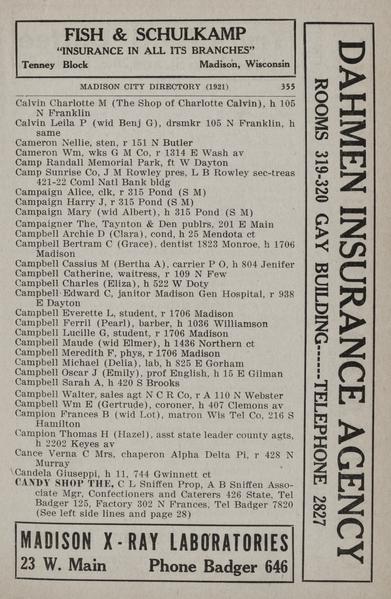 FISH & SCHULKAMP
"INSURANCE IN ALL ITS BRANCHES"
Tenney Block Madison, Wisconsin
MADISON CITY DIRECTORY (1921) 355
Calvin Charlotte M (The Shop of Charlotte Calvin), h 105
N Franklin
Calvin Leila P (wid Benj G), drsmkr 105 N Franklin, h
same
Cameron Nellie, sten, r 151 N Butler
Cameron Wm, wks G M Co, r 1314 E Wash av
Camp Randall Memorial Park, ft W Dayton
Camp Sunrise Co, J M Rowley pres, L B Rowley sec-treas
421-22 Coml Natl Bank bldg
Campaign Alice, clk, r 315 Pond (S M)
Campaign Harry J, r 315 Pond (S M)
Campaign Mary (wid Albert), h 315 Pond (S M)
Campaigner The, Taynton & Den publrs, 201 E Main
Campbell Archie D (Clara), cond, h 25 Mendota ct
Campbell Bertram C (Grace), dentist 1823 Monroe, h 1706
Madison
Campbell Cassius M (Bertha A), carrier P O, h 804 Jenifer
Campbell Catherine, waitress, r 109 N Few
Campbell Charles (Eliza), h 522 W Doty
Campbell Edward C, janitor Madison Gen Hospital, r 938
E Dayton
Campbell Everette L, student, r 1706 Madison
Campbell Ferril (Pearl), barber, h 1036 Williamson
Campbell Lucille G, student, r 1706 Madison
Campbell Maude (wid Elmer), h 1436 Northern ct
Campbell Meredith F, phys, r 1706 Madison
Campbell Michael (Delia), lab, h 825 E Gorham
Campbell Oscar J (Emily), prof English, h 15 E Gilman
Campbell Sarah A, h 420 S Brooks
Campbell Walter, sales agt N C R Co, r A 110 N Webster
Campbell Wm E (Gertrude), coroner, h 407 Clemons av
Campion Frances B (wid Lot), matron Wis Tel Co, 216 S
Hamilton
Campion Thomas H (Hazel), asst state leader county agts,
h 2202 Keyes av
Cance Verna C Mrs, chaperon Alpha Delta Pi, r 428 N
Murray
Candela Giuseppi, h 11, 744 Gwinnett ct
CANDY SHOP THE, C L Sniffen Prop, A B Sniffen Asso-
ciate Mgr, Confectioners and Caterers 426 State, Tel
Badger 125, Factory 302 N Frances, Tel Badger 7820
(See left side lines and page 28)
MADISON X-RAY LABORATORIES
23 W. Main Phone Badger 646
DAHMEN INSURANCE AGENCY
ROOMS 319-320 GAY BUILDING------TELEPHONE 2827